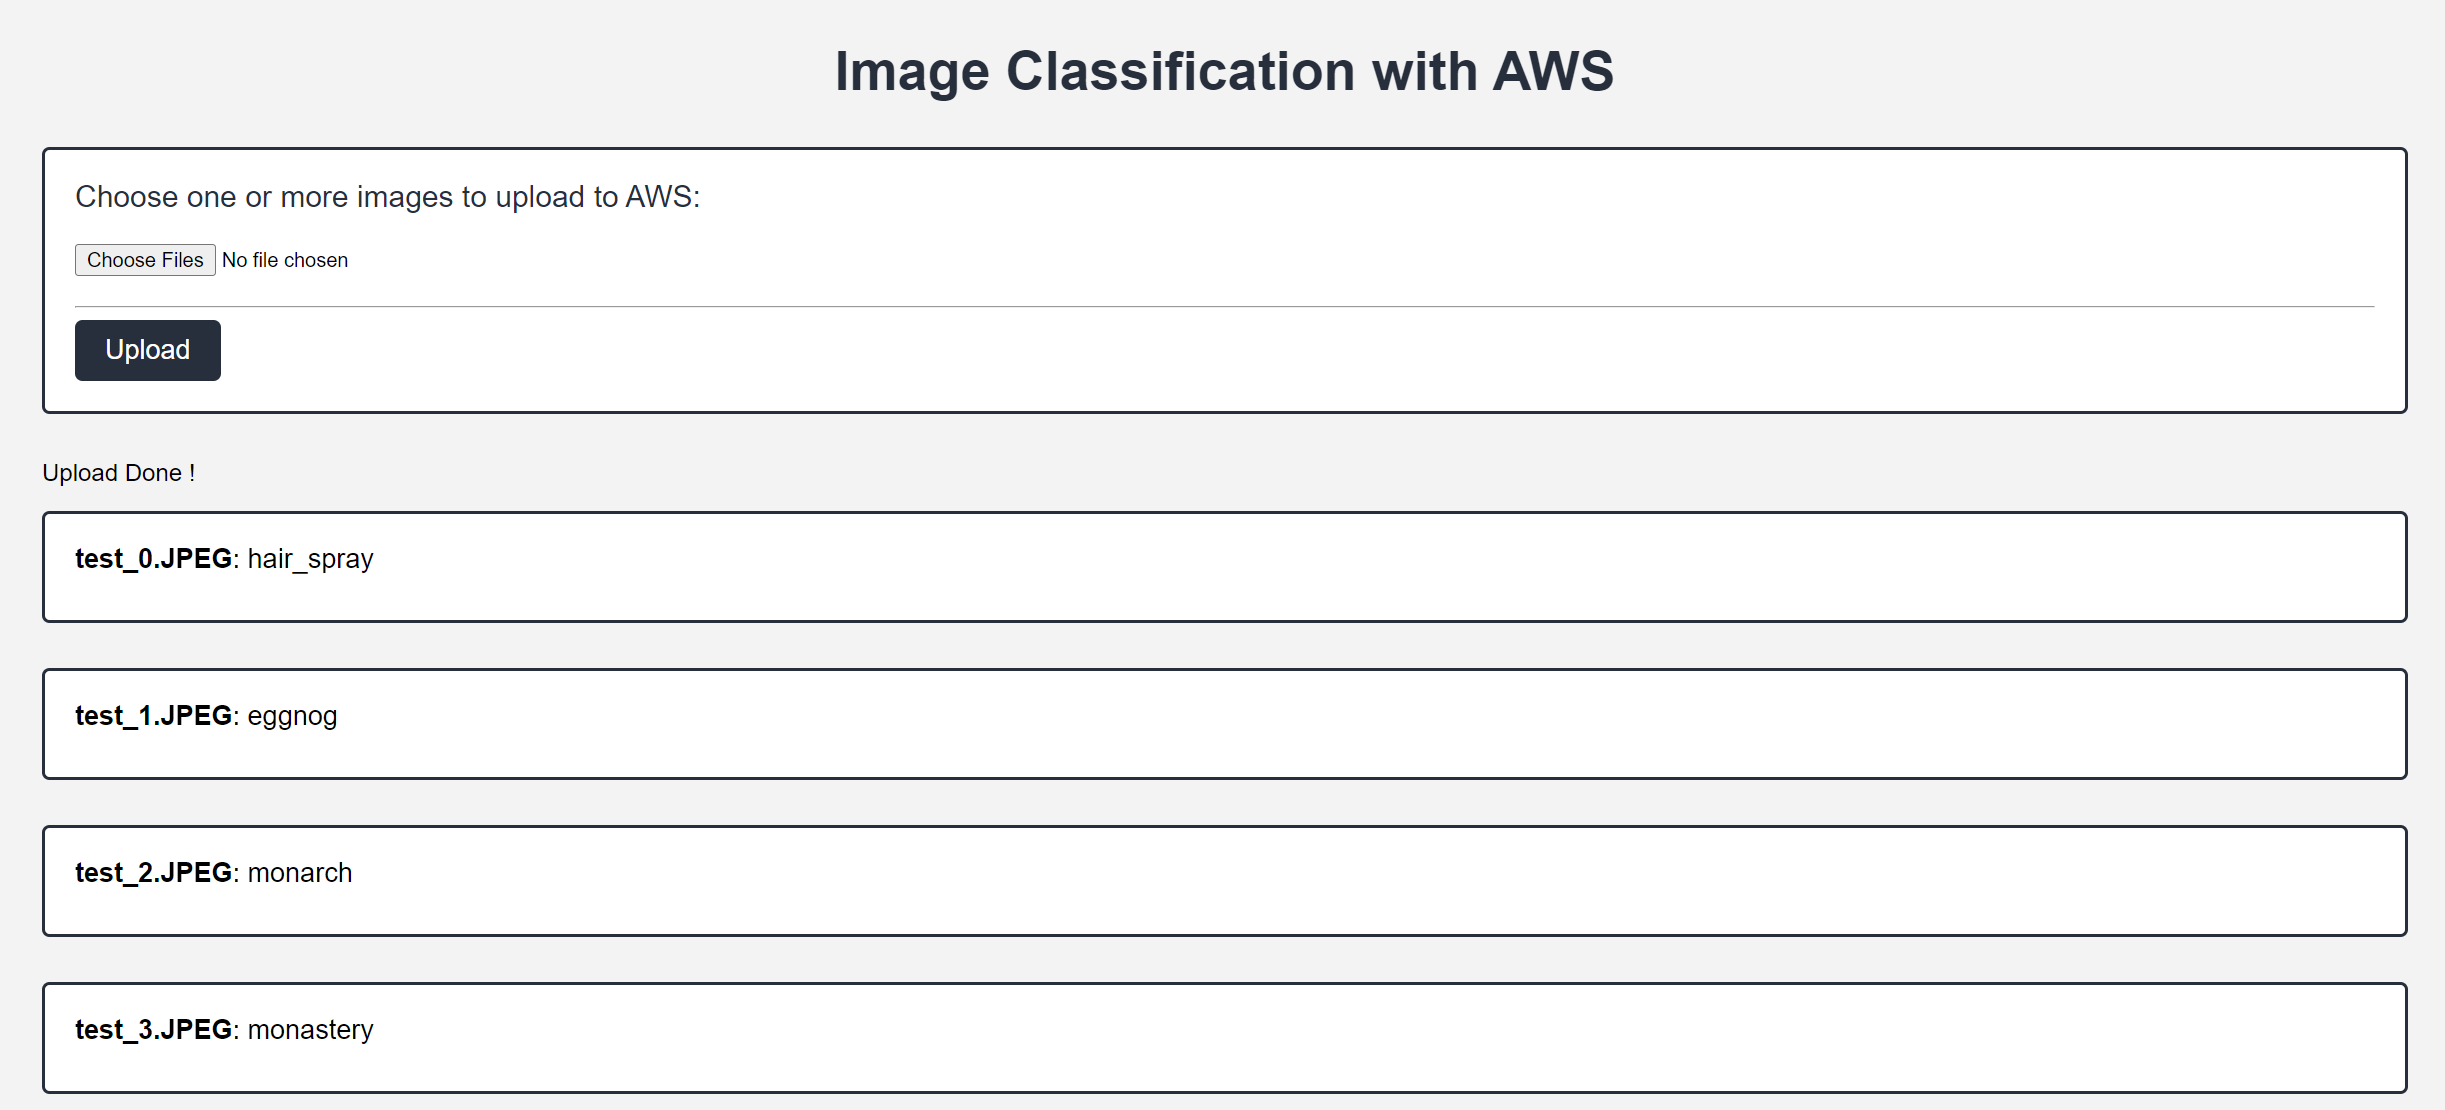 Image Classification with AWS
Choose one or more images to upload to AWS:
Choose Files No file chosen
Upload
Upload Done !
test_0.JPEG: hair_spray
test_1.JPEG: eggnog
test_2.JPEG: monarch
test_3.JPEG: monastery